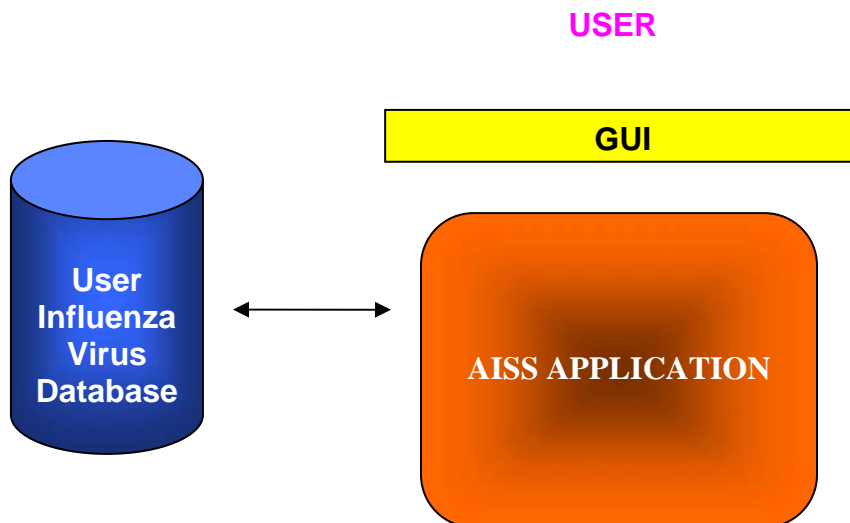 USER
GUI
User
Influenza
Virus
Database
AISS APPLICATION